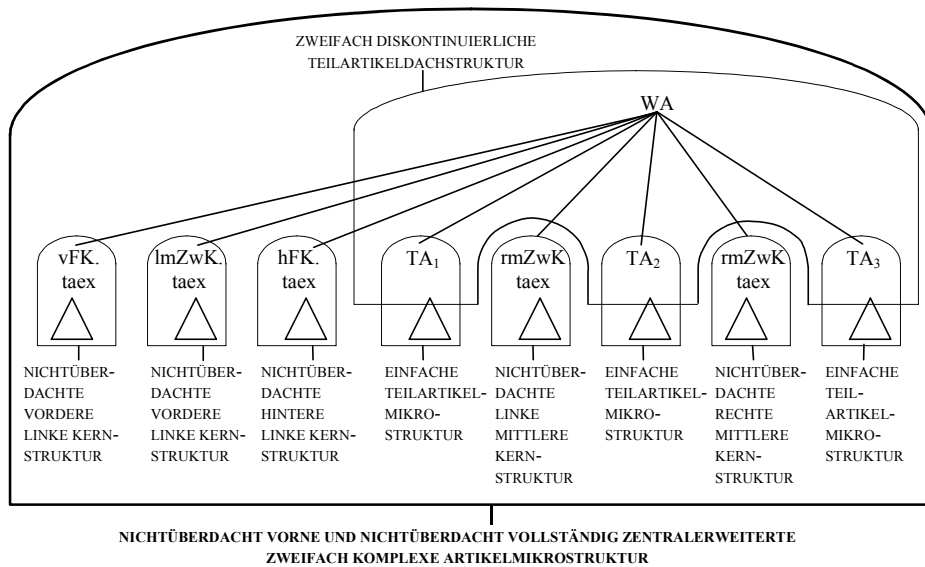 ZWEIFACH DISKONTINUIERLICHE
TEILARTIKELDACHSTRUKTUR
WA
vFK.
taex
lmZwK.
taex
hFK.
taex
TA₁
rmZwK
taex
TA₂
rmZwK
taex
TA₃
NICHTÜBER-
DACHTE
VORDERE
LINKE KERN-
STRUKTUR
NICHTÜBER-
DACHTE
VORDERE
LINKE KERN-
STRUKTUR
NICHTÜBER-
DACHTE
HINTERE
LINKE KERN-
STRUKTUR
EINFACHE
TEILARTIKEL-
MIKRO-
STRUKTUR
NICHTÜBER-
DACHTE
LINKE
MITTLERE
KERN-
STRUKTUR
EINFACHE
TEILARTIKEL-
MIKRO-
STRUKTUR
NICHTÜBER-
DACHTE
RECHTE
MITTLERE
KERN-
STRUKTUR
EINFACHE
TEIL-
ARTIKEL-
MIKRO-
STRUKTUR
NICHTÜBERDACHT VORNE UND NICHTÜBERDACHT VOLLSTÄNDIG ZENTRALERWEITERTE
ZWEIFACH KOMPLEXE ARTIKELMIKROSTRUKTUR